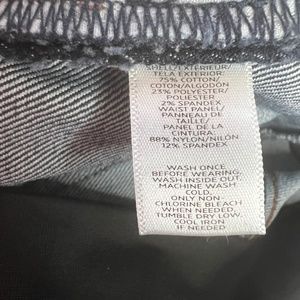 SHELL/EXTERIEUR/
TELA EXTERIOR:
75% COTTON/
COTON/ALGODÓN
23% POLYESTER/
POLIESTER
2% SPANDEX
WAIST PANEL/
PANNEAU DE
TAILLE/
PANEL DE LA
CINTURA:
88% NYLON/NILÓN
12% SPANDEX
WASH ONCE
BEFORE WEARING,
WASH INSIDE OUT.
MACHINE WASH
COLD.
ONLY NON-
CHLORINE BLEACH
WHEN NEEDED,
TUMBLE DRY LOW.
COOL IRON
IF NEEDED